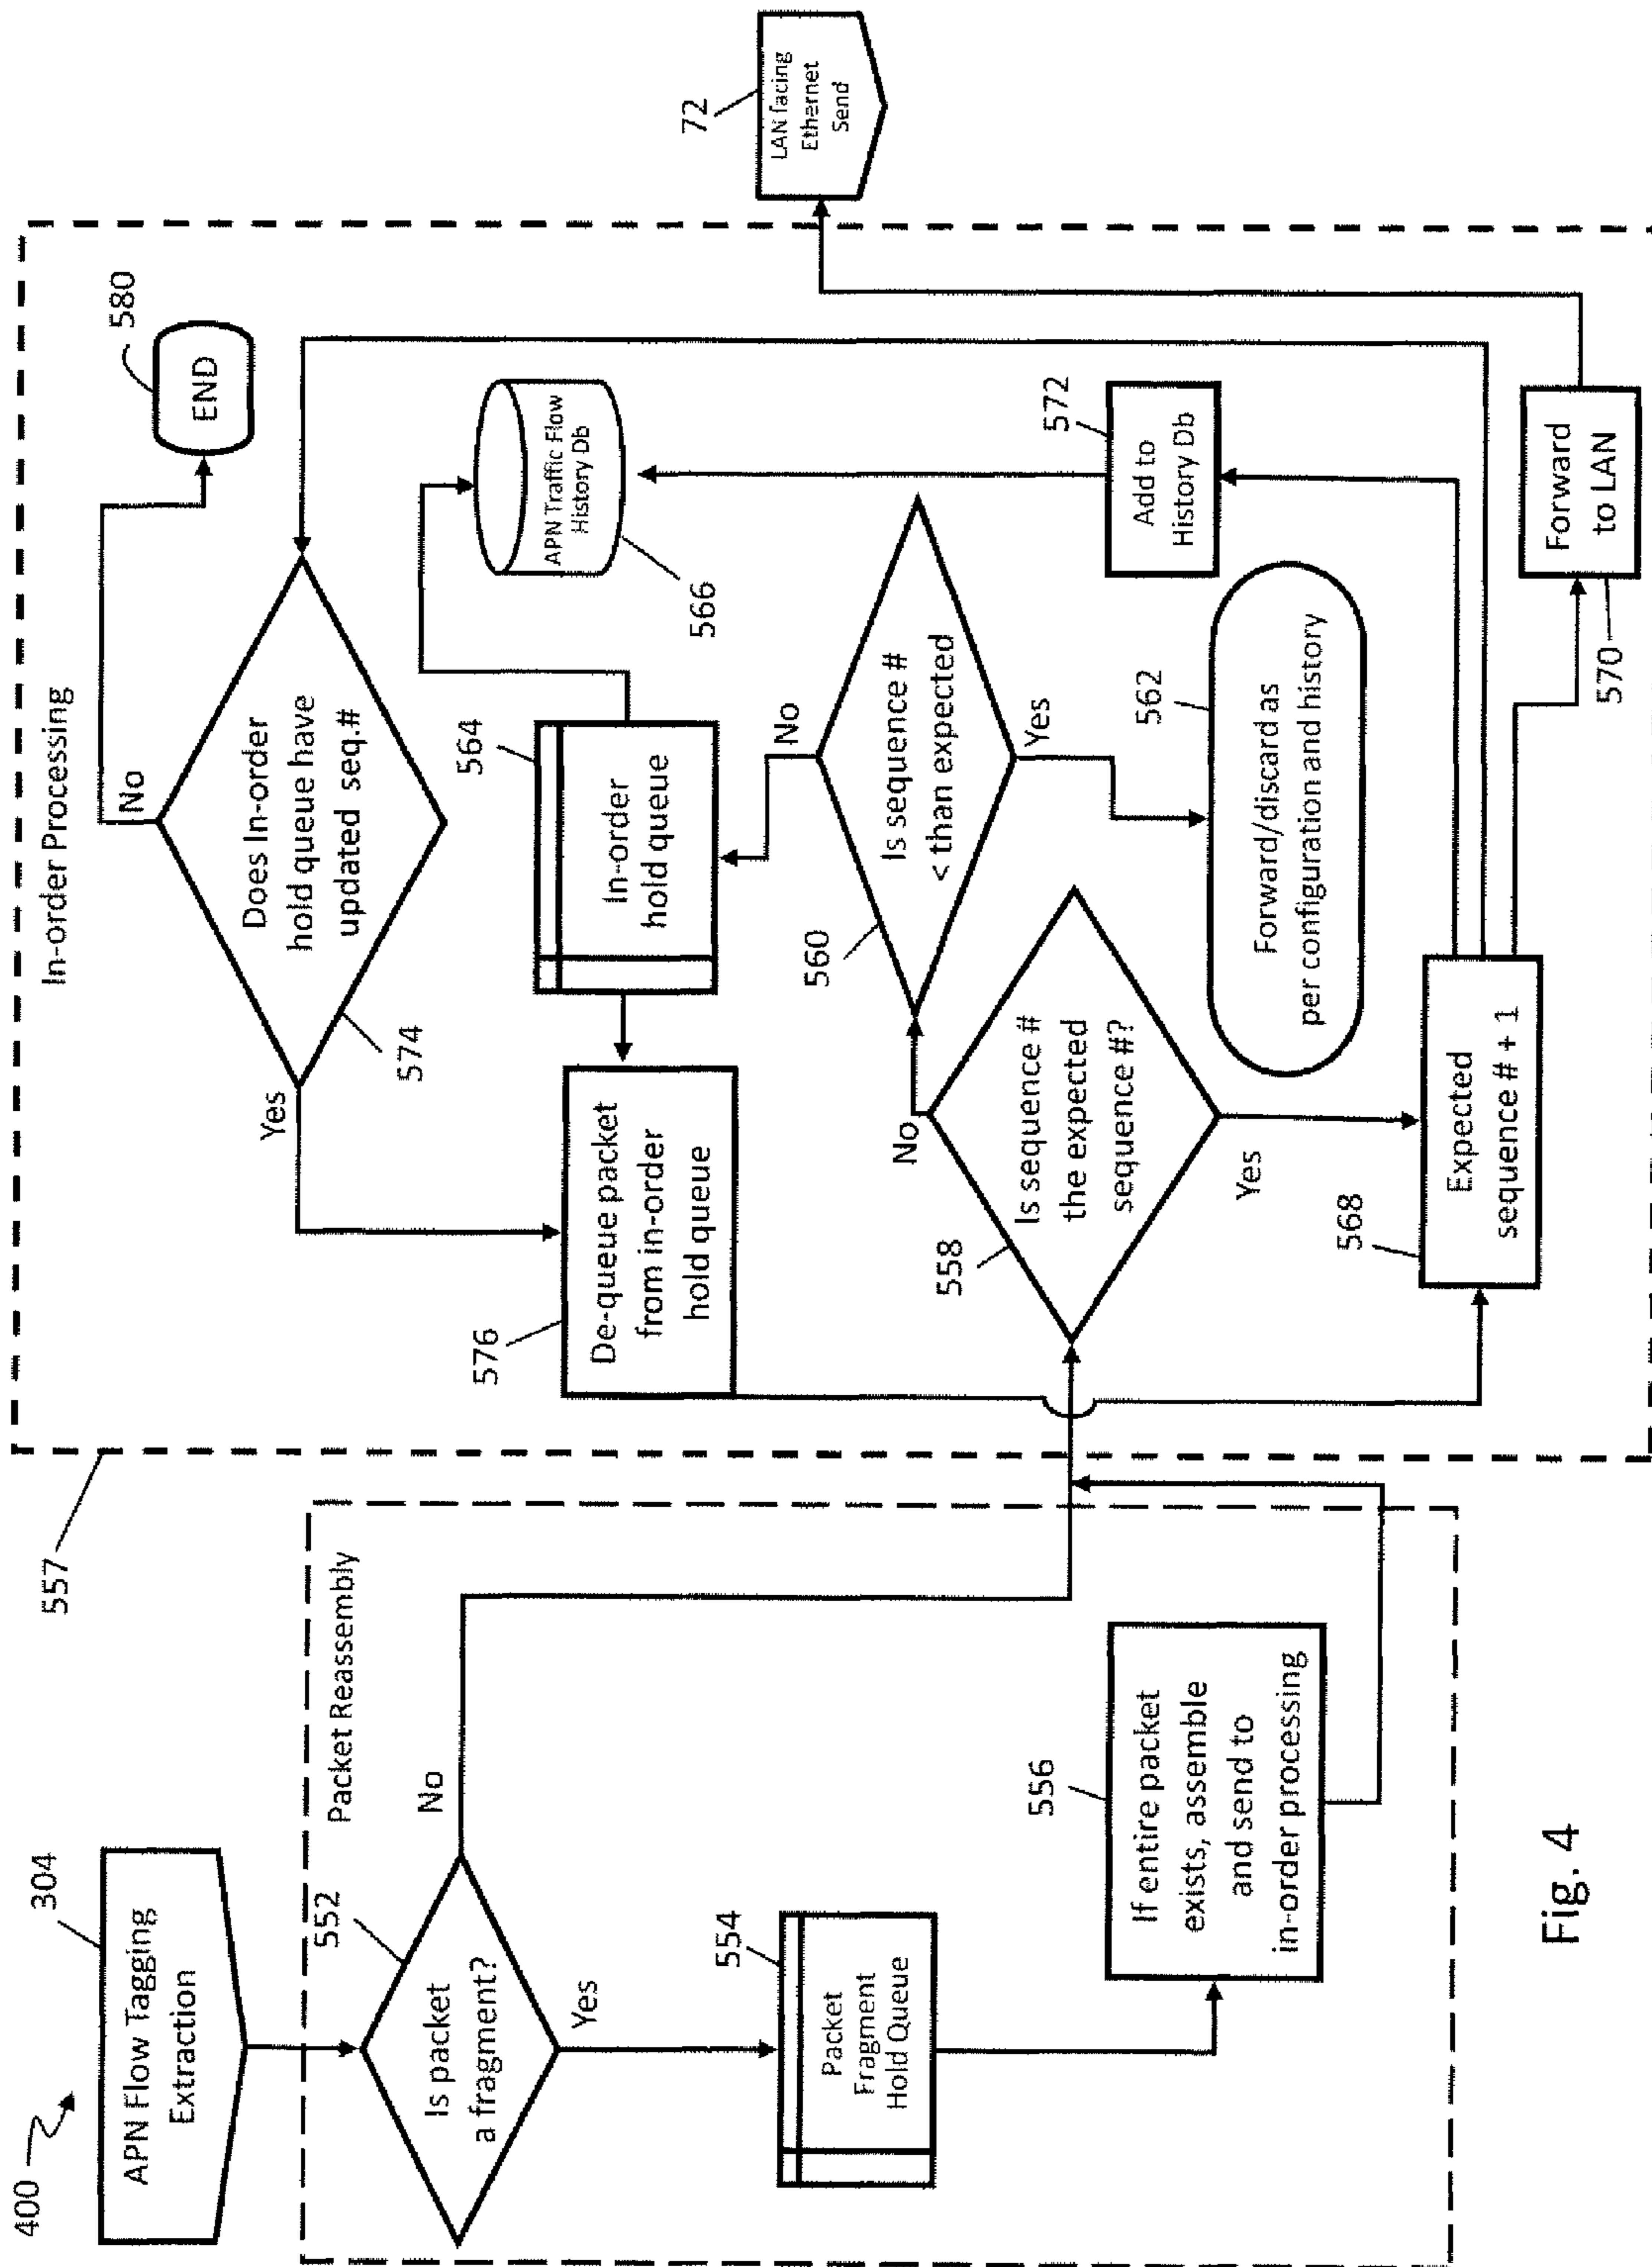 400
304
APN Flow Tagging
Extraction
Packet Reassembly
552
Is packet
a fragment?
No
Yes
554
Packet
Fragment
Hold Queue
556
If entire packet
exists, assemble
and send to
in-order processing
557
In-order Processing
558
Is sequence #
the expected
sequence #?
No
Yes
560
Is sequence #
< than expected
No
Yes
562
Forward/discard as
per configuration and history
564
In-order
hold queue
566
APN Traffic Flow
History Db
568
Expected
sequence # + 1
570
Forward
to LAN
572
Add to
History Db
574
Does In-order
hold queue have
updated seq.#
No
Yes
576
De-queue packet
from in-order
hold queue
580
END
72
LAN facing
Ethernet
Send
Fig. 4